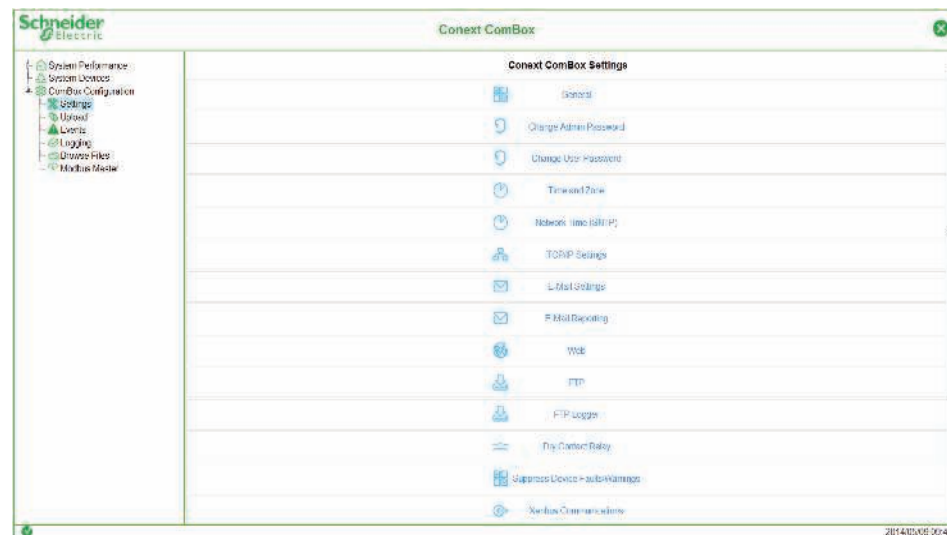 Schneider
Electric
Conext ComBox
System Performance
System Devices
ComBox Configuration
Settings
Upload
Events
Logging
Browse Files
Modbus Master
Conext ComBox Settings
General
Change Admin Password
Change User Password
Time and Zone
Network Time (SNTP)
TCP/IP Settings
E-Mail Settings
E-Mail Reporting
Web
FTP
FTP Logger
Dry Contact Relay
Suppress Device Faults/Warnings
Xanbus Communications